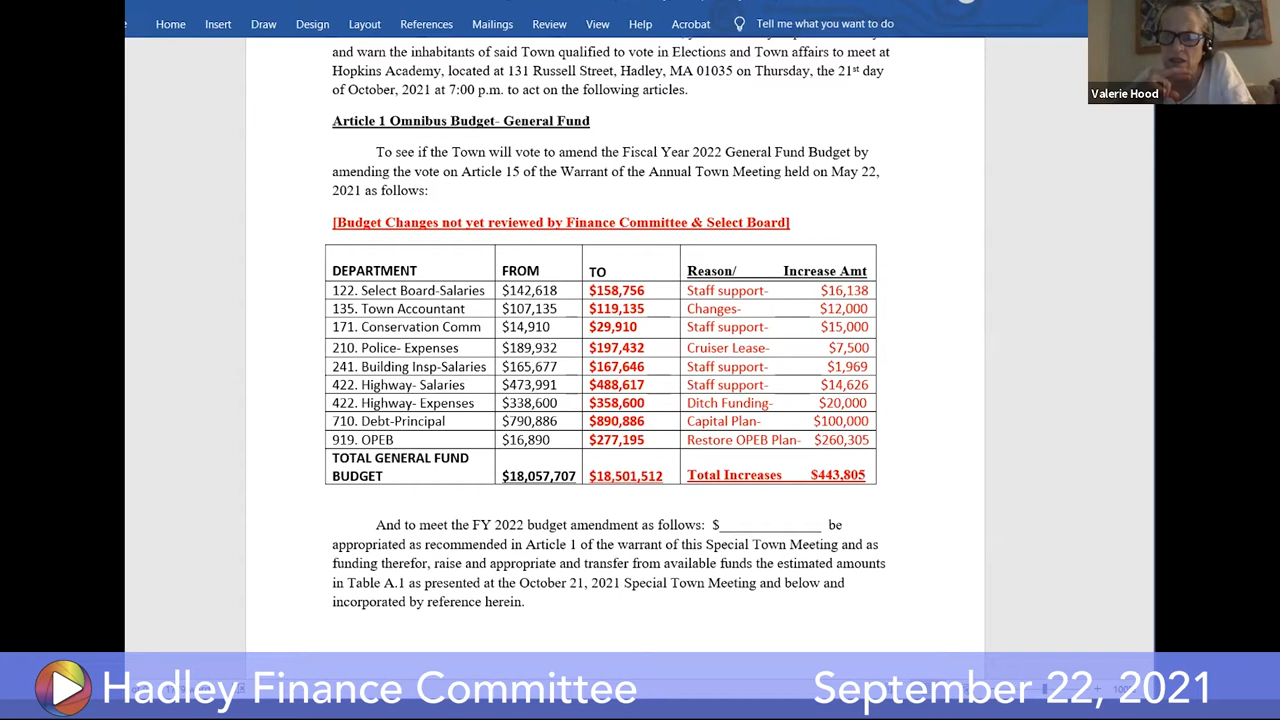 Home Insert Draw Design Layout References Mailings Review View Help Acrobat Tell me what you want to do
and warn the inhabitants of said Town qualified to vote in Elections and Town affairs to meet at
Hopkins Academy, located at 131 Russell Street, Hadley, MA 01035 on Thursday, the 21st day
of October, 2021 at 7:00 p.m. to act on the following articles.
Valerie Hood
Article 1 Omnibus Budget- General Fund
To see if the Town will vote to amend the Fiscal Year 2022 General Fund Budget by
amending the vote on Article 15 of the Warrant of the Annual Town Meeting held on May 22,
2021 as follows:
[Budget Changes not yet reviewed by Finance Committee & Select Board]
DEPARTMENT FROM TO Reason/ Increase Amt
122. Select Board-Salaries $142,618 $158,756 Staff support- $16,138
135. Town Accountant $107,135 $119,135 Changes- $12,000
171. Conservation Comm $14,910 $29,910 Staff support- $15,000
210. Police- Expenses $189,932 $197,432 Cruiser Lease- $7,500
241. Building Insp-Salaries $165,677 $167,646 Staff support- $1,969
422. Highway- Salaries $473,991 $488,617 Staff support- $14,626
422. Highway- Expenses $338,600 $358,600 Ditch Funding- $20,000
710. Debt-Principal $790,886 $890,886 Capital Plan- $100,000
919. OPEB $16,890 $277,195 Restore OPEB Plan- $260,305
TOTAL GENERAL FUND
BUDGET $18,057,707 $18,501,512 Total Increases $443,805
And to meet the FY 2022 budget amendment as follows: $______________ be
appropriated as recommended in Article 1 of the warrant of this Special Town Meeting and as
funding therefor, raise and appropriate and transfer from available funds the estimated amounts
in Table A.1 as presented at the October 21, 2021 Special Town Meeting and below and
incorporated by reference herein.
Hadley Finance Committee September 22, 2021